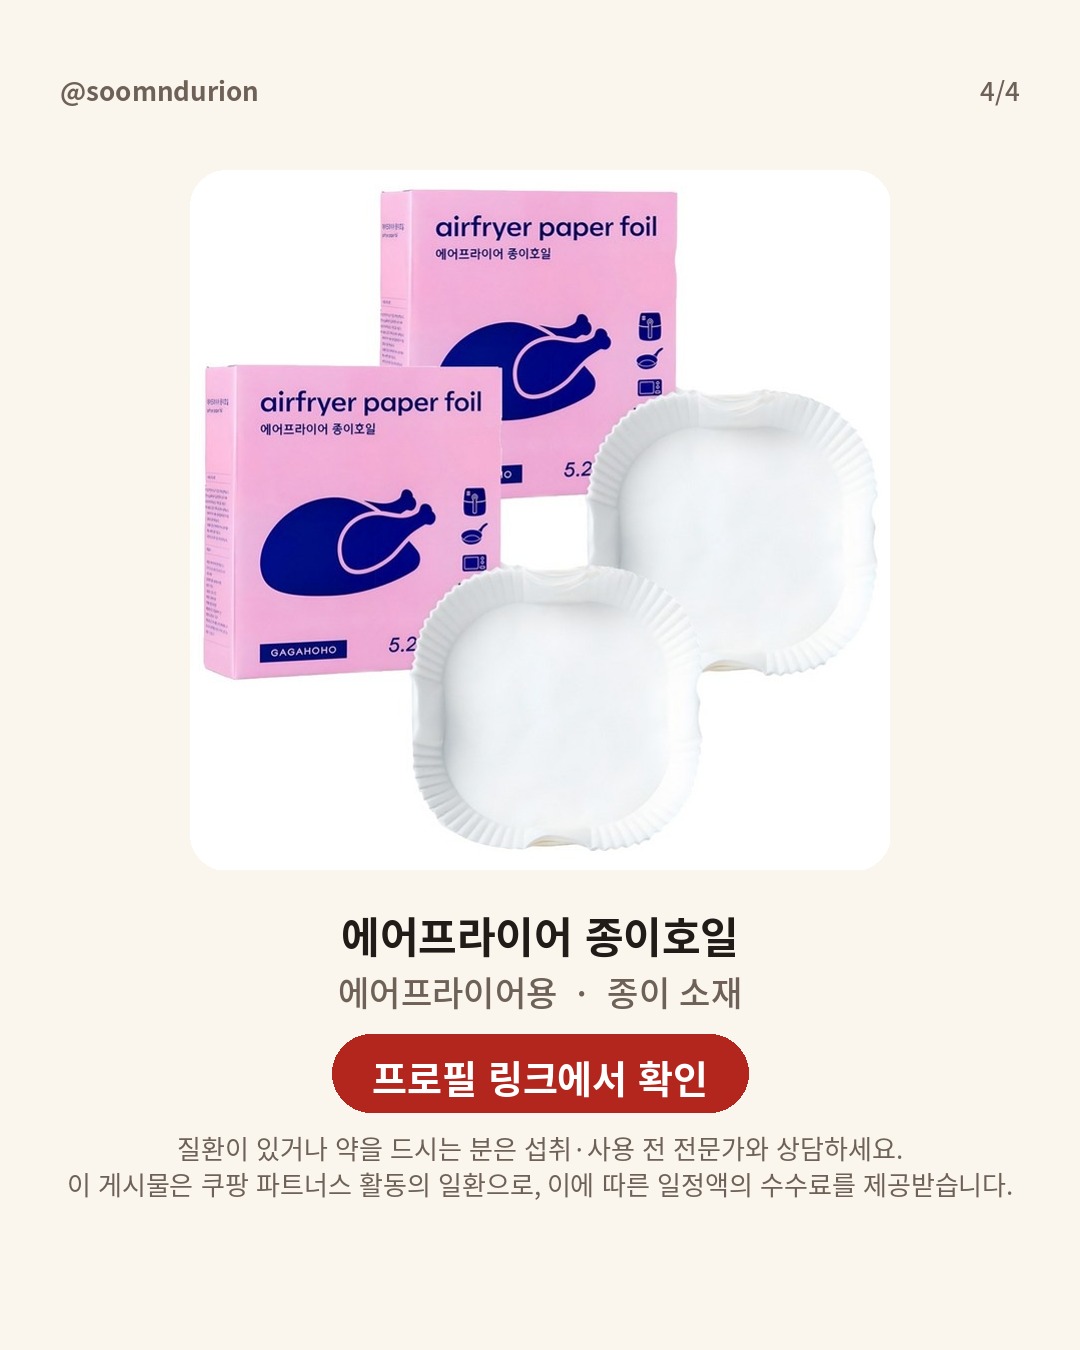 @soomndurion
4/4
airfryer paper foil
에어프라이어 종이호일
5.2
airfryer paper foil
에어프라이어 종이호일
GAGAHOHO
5.2
에어프라이어 종이호일
에어프라이어용 · 종이 소재
프로필 링크에서 확인
질환이 있거나 약을 드시는 분은 섭취·사용 전 전문가와 상담하세요.
이 게시물은 쿠팡 파트너스 활동의 일환으로, 이에 따른 일정액의 수수료를 제공받습니다.